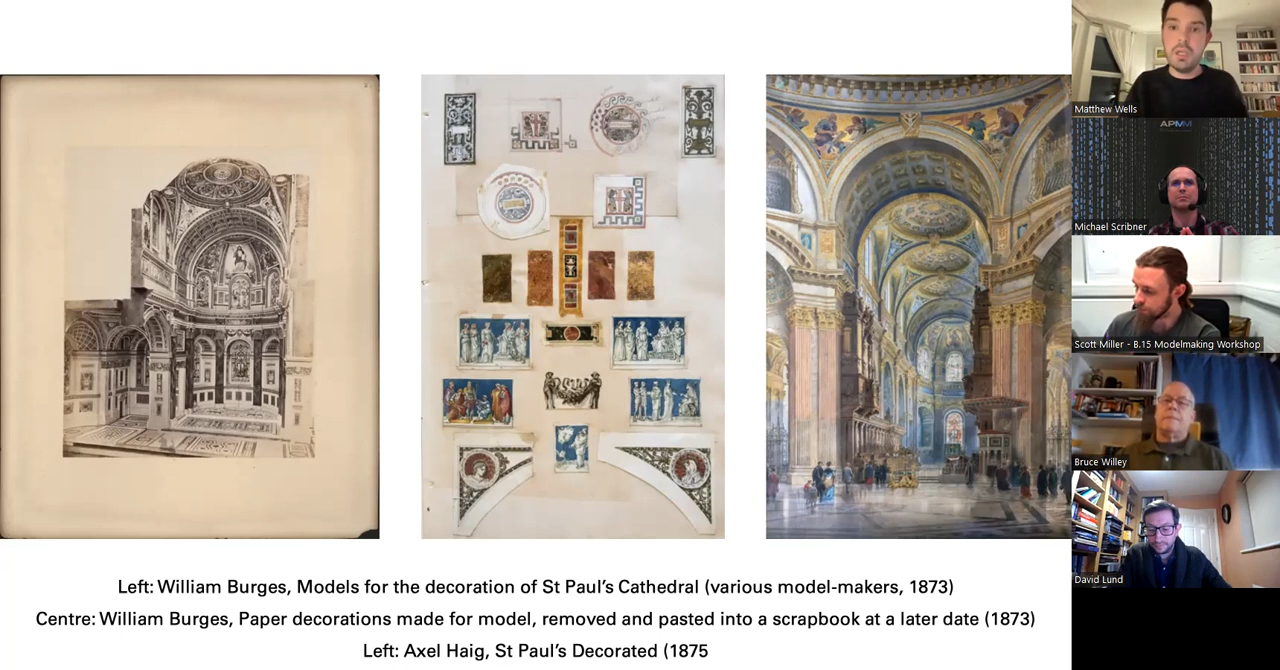 Matthew Wells
APMM
Michael Scribner
Scott Miller - B.15 Modelmaking Workshop
Bruce Willey
David Lund
Left: William Burges, Models for the decoration of St Paul’s Cathedral (various model-makers, 1873)
Centre: William Burges, Paper decorations made for model, removed and pasted into a scrapbook at a later date (1873)
Left: Axel Haig, St Paul’s Decorated (1875